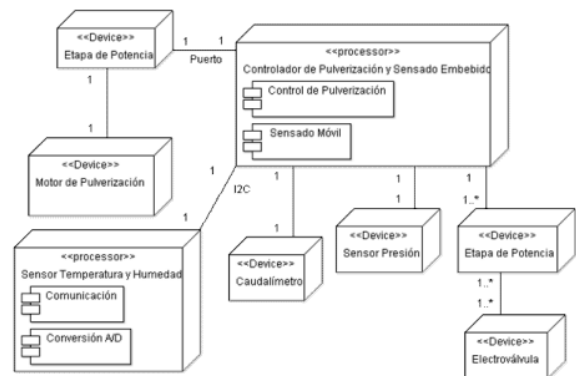 <<Device>>
Etapa de Potencia
1
1
Puerto
1
1
<<processor>>
Controlador de Pulverización y Sensado Embebido
Control de Pulverización
Sensado Móvil
<<Device>>
Motor de Pulverización
1
I2C
1
1
1
1
1
1
1..*
<<processor>>
Sensor Temperatura y Humedad
Comunicación
Conversión A/D
<<Device>>
Caudalímetro
<<Device>>
Sensor Presión
<<Device>>
Etapa de Potencia
1..*
1..*
<<Device>>
Electroválvula